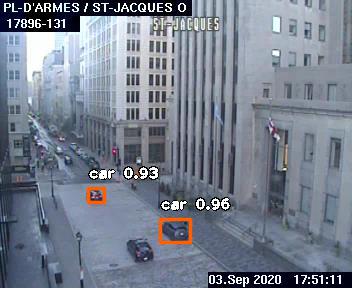 PL-D'ARMES / ST-JACQUES O
17896-131
ST-JACQUES
car 0.93
car 0.96
03.Sep 2020 17:51:11